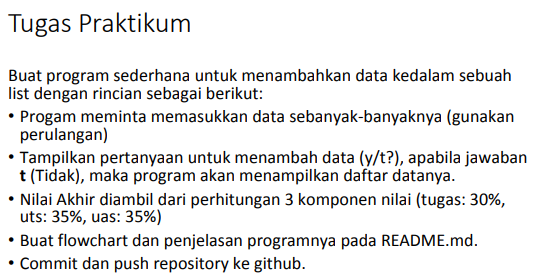 Tugas Praktikum
Buat program sederhana untuk menambahkan data kedalam sebuah
list dengan rincian sebagai berikut:
• Progam meminta memasukkan data sebanyak-banyaknya (gunakan
perulangan)
• Tampilkan pertanyaan untuk menambah data (y/t?), apabila jawaban
t (Tidak), maka program akan menampilkan daftar datanya.
• Nilai Akhir diambil dari perhitungan 3 komponen nilai (tugas: 30%,
uts: 35%, uas: 35%)
• Buat flowchart dan penjelasan programnya pada README.md.
• Commit dan push repository ke github.